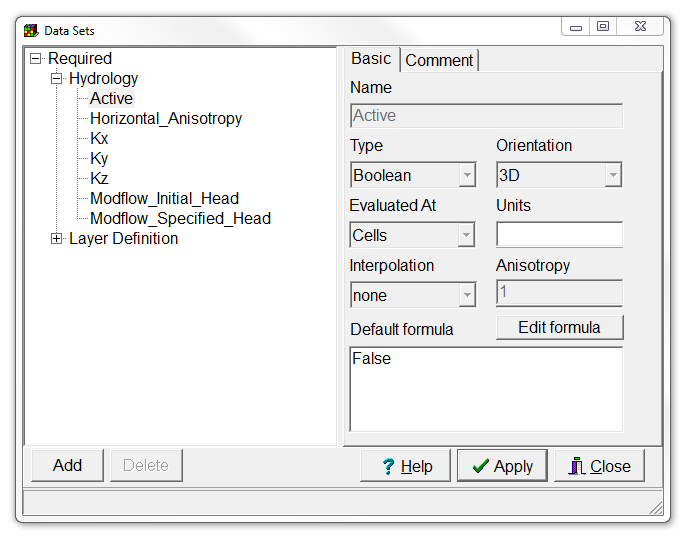 Data Sets
Required
Hydrology
Active
Horizontal_Anisotropy
Kx
Ky
Kz
Modflow_Initial_Head
Modflow_Specified_Head
Layer Definition
Basic Comment
Name
Active
Type Orientation
Boolean 3D
Evaluated At Units
Cells
Interpolation Anisotropy
none 1
Default formula Edit formula
False
Add Delete ? Help Apply Close